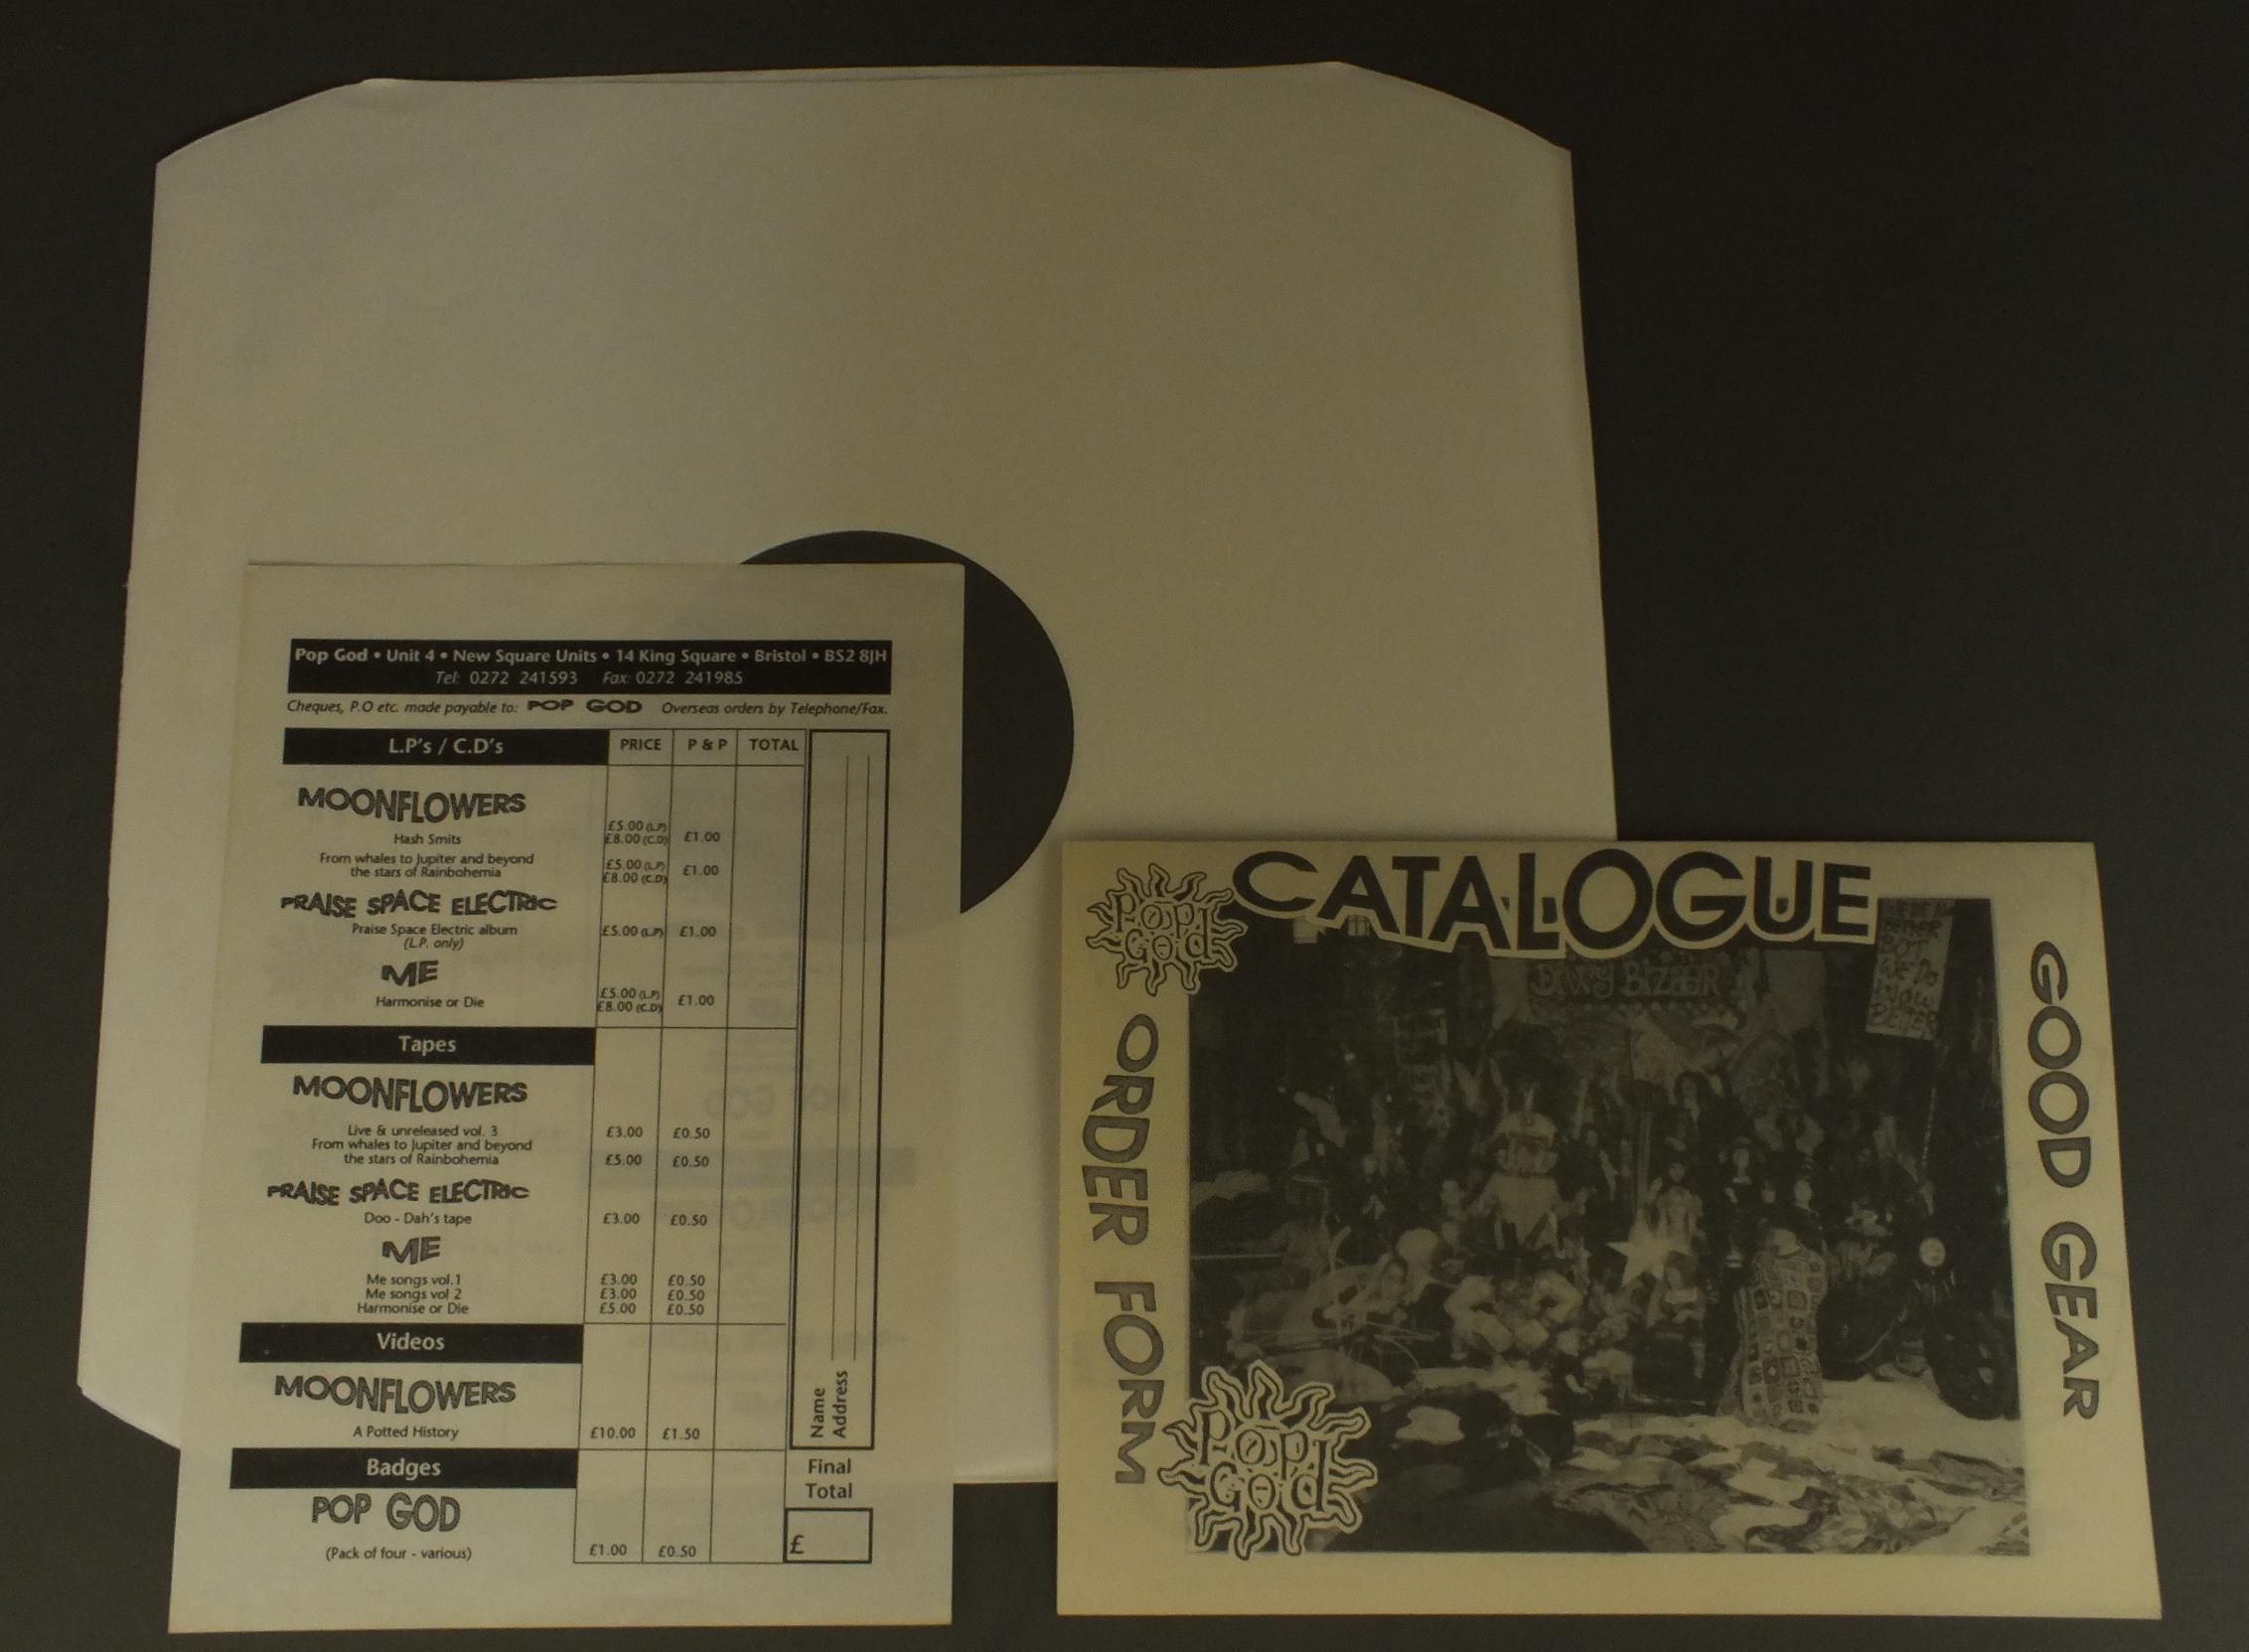 Pop God • Unit 4 • New Square Units • 14 King Square • Bristol • BS2 8JH
Tel: 0272 241593 Fax: 0272 241985
Cheques, P.O etc. made payable to: POP GOD Overseas orders by Telephone/Fax.
L.P's / C.D's PRICE P & P TOTAL
MOONFLOWERS
Hash Smits £5.00 (L.P) £8.00 (C.D) £1.00
From whales to Jupiter and beyond
the stars of Rainbohemia £5.00 (L.P) £8.00 (C.D) £1.00
PRAISE SPACE ELECTRIC
Praise Space Electric album £5.00 (L.P) £1.00
(L.P. only)
ME
Harmonise or Die £5.00 (L.P) £8.00 (C.D) £1.00
Tapes
MOONFLOWERS
Live & unreleased vol. 3 £3.00 £0.50
From whales to Jupiter and beyond
the stars of Rainbohemia £5.00 £0.50
PRAISE SPACE ELECTRIC
Doo - Dah's tape £3.00 £0.50
ME
Me songs vol.1 £3.00 £0.50
Me songs vol 2 £3.00 £0.50
Harmonise or Die £5.00 £0.50
Videos
MOONFLOWERS
A Potted History £10.00 £1.50
Badges
POP GOD
(Pack of four - various) £1.00 £0.50
Name
Address
Final
Total
£
CATALOGUE
POP!
GOd
ORDER FORM
GOOD GEAR
BUT
WE DO
KNOW
BETTER
POP!
GOd